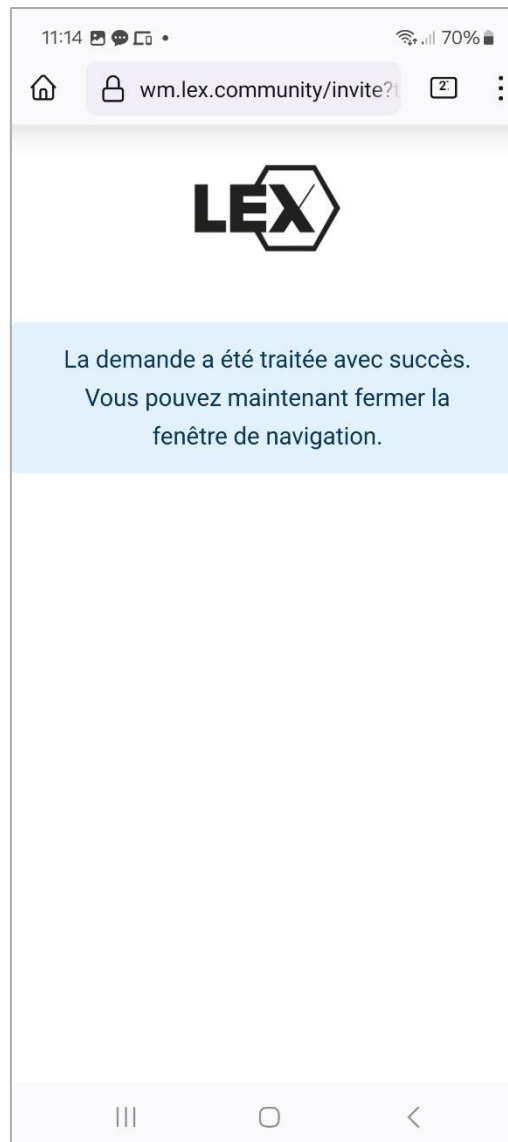 11:14
70%
wm.lex.community/invite?t
2
LEX
La demande a été traitée avec succès.
Vous pouvez maintenant fermer la
fenêtre de navigation.